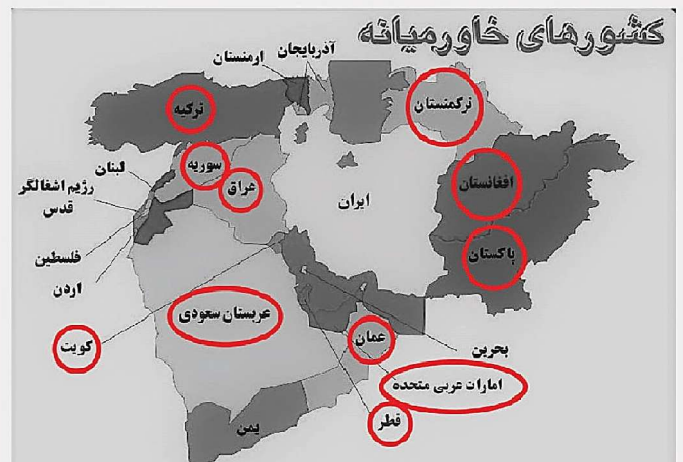 کشورهای خاورمیانه
آذربایجان
ارمنستان
ترکمنستان
ترکیه
لبنان
سوریه
افغانستان
رژیم اشغالگر
قدس
عراق
ایران
فلسطین
پاکستان
اردن
عربستان سعودی
کویت
عمان
بحرین
امارات عربی متحده
قطر
یمن